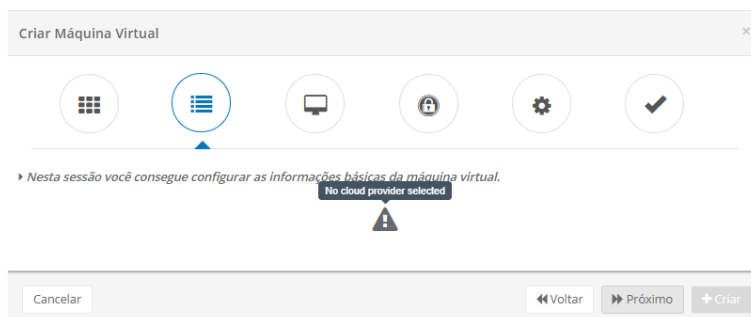 Criar Máquina Virtual
Nesta sessão você consegue configurar as informações básicas da máquina virtual.
No cloud provider selected
Cancelar
Voltar
Próximo
Criar